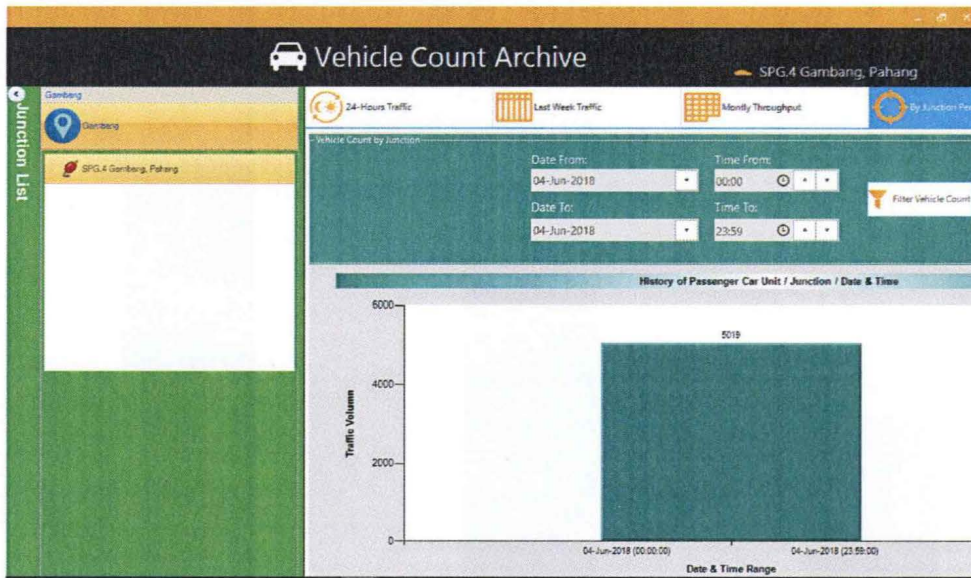 Vehicle Count Archive
SPG.4 Gambang, Pahang
Junction List
Gambang
Gambang
SPG.4 Gambang, Pahang
24-Hours Traffic
Last Week Traffic
Montly Throughput
By Junction Per
Vehicle Count by Junction
Date From:
Time From:
04-Jun-2018
00:00
Date To:
Time To:
04-Jun-2018
23:59
Filter Vehicle Count
History of Passenger Car Unit / Junction / Date & Time
6000
5019
4000
2000
0
Traffic Volumn
04-Jun-2018 (00:00:00)
04-Jun-2018 (23:59:00)
Date & Time Range